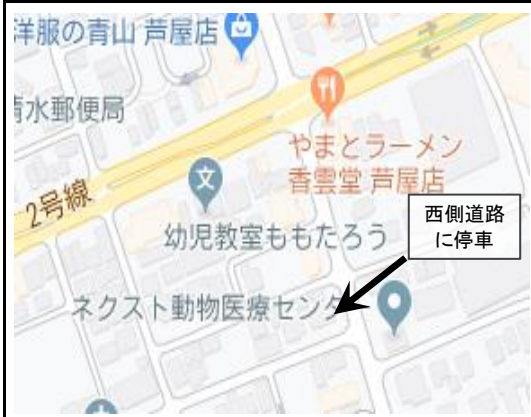 洋服の青山 芦屋店
清水郵便局
やまとラーメン
香雲堂 芦屋店
2号線
西側道路
に停車
幼児教室ももたろう
ネクスト動物医療センタ
文